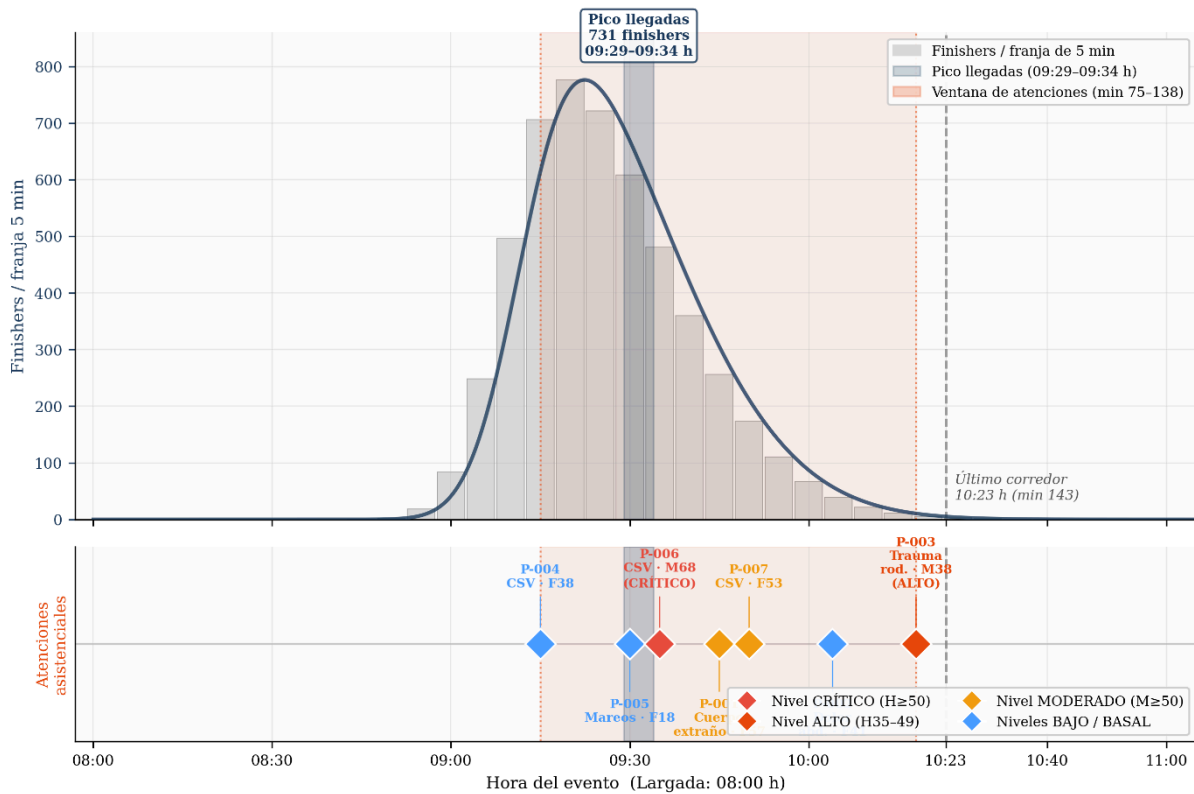 Pico llegadas
731 finishers
09:29–09:34 h
Finishers / franja de 5 min
Pico llegadas (09:29–09:34 h)
Ventana de atenciones (min 75–138)
Finishers / franja 5 min
800
700
600
500
400
300
200
100
0
Último corredor
10:23 h (min 143)
Atenciones
asistenciales
P-004
CSV · F38
P-006
CSV · M68
(CRÍTICO)
P-007
CSV · F53
P-003
Trauma
rod. · M38
(ALTO)
P-005
Mareos · F18
extraño
Nivel CRÍTICO (H≥50)
Nivel ALTO (H35–49)
Nivel MODERADO (M≥50)
Niveles BAJO / BASAL
08:00
08:30
09:00
09:30
10:00
10:23
10:40
11:00
Hora del evento  (Largada: 08:00 h)